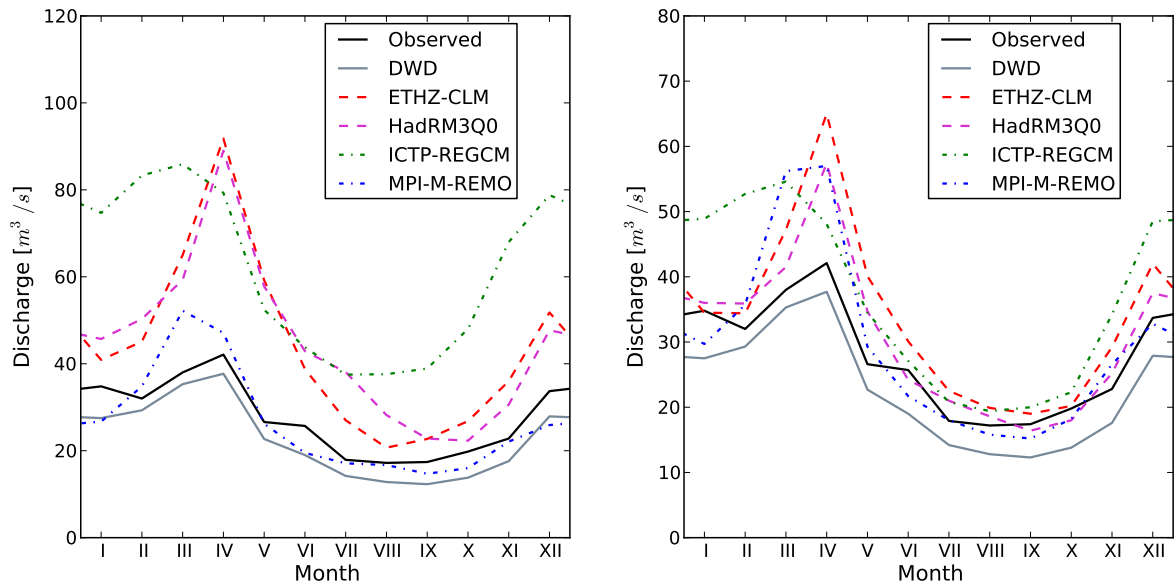 120
100
80
60
40
20
0
Discharge [m³/s]
I II III IV V VI VII VIII IX X XI XII
Month
Observed
DWD
ETHZ-CLM
HadRM3Q0
ICTP-REGCM
MPI-M-REMO
80
70
60
50
40
30
20
10
0
Discharge [m³/s]
I II III IV V VI VII VIII IX X XI XII
Month
Observed
DWD
ETHZ-CLM
HadRM3Q0
ICTP-REGCM
MPI-M-REMO